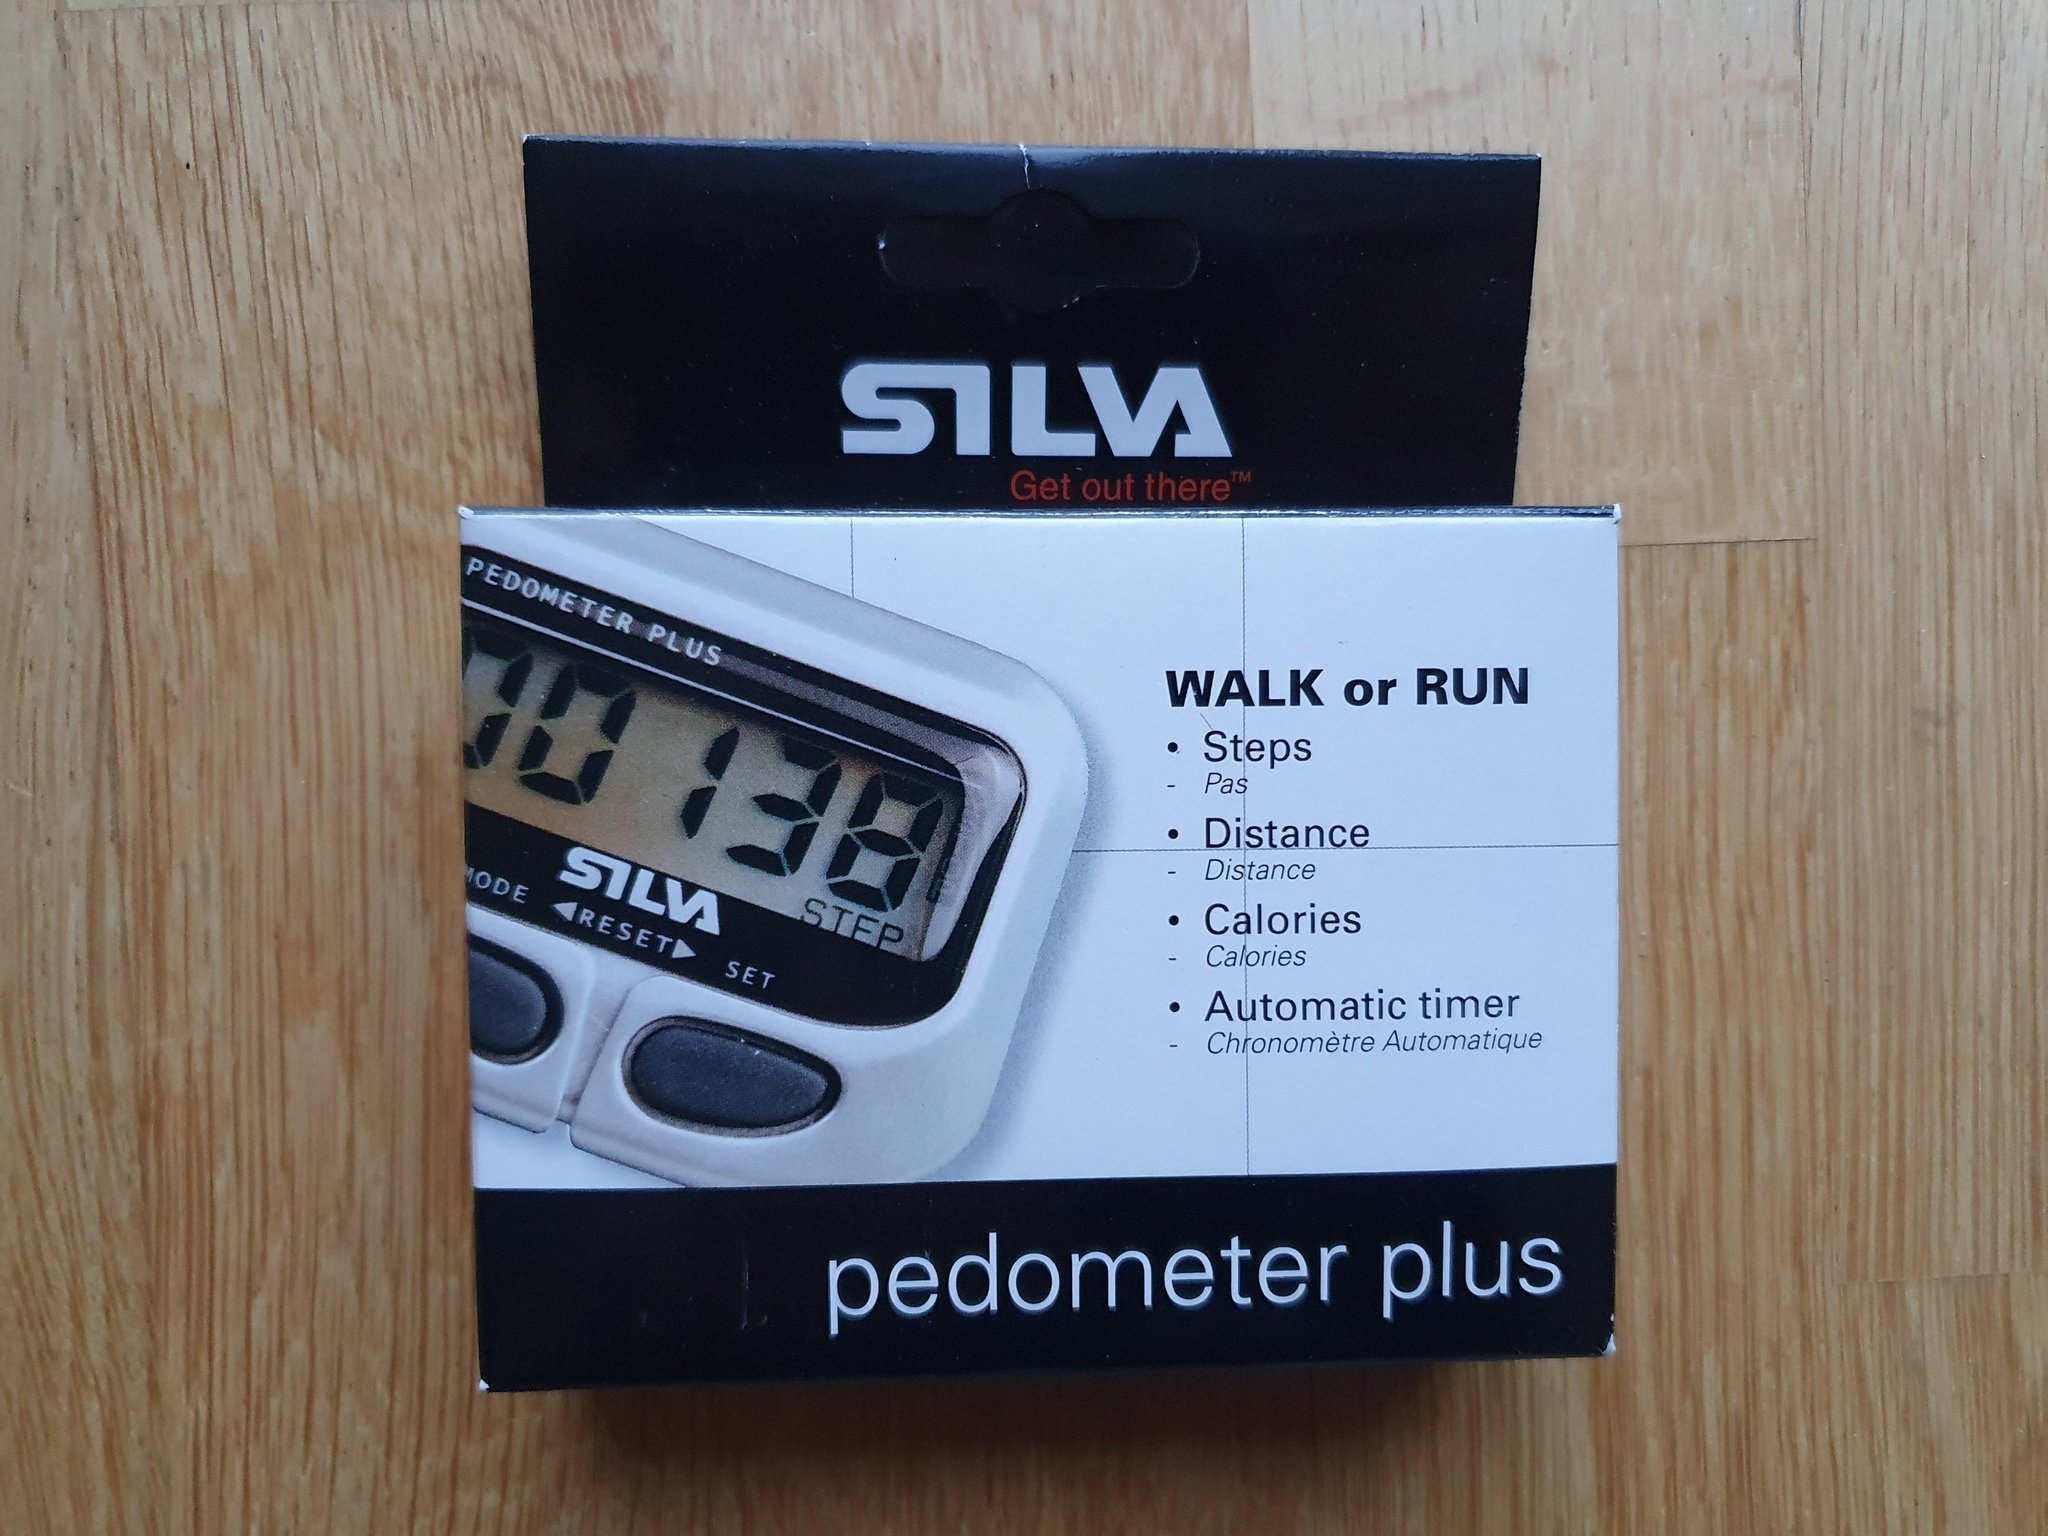 SILVA
Get out there™
PEDOMETER PLUS
00138
STEP
SILVA
MODE
◀RESET▶
SET
WALK or RUN
• Steps
- Pas
• Distance
- Distance
• Calories
- Calories
• Automatic timer
- Chronomètre Automatique
pedometer plus